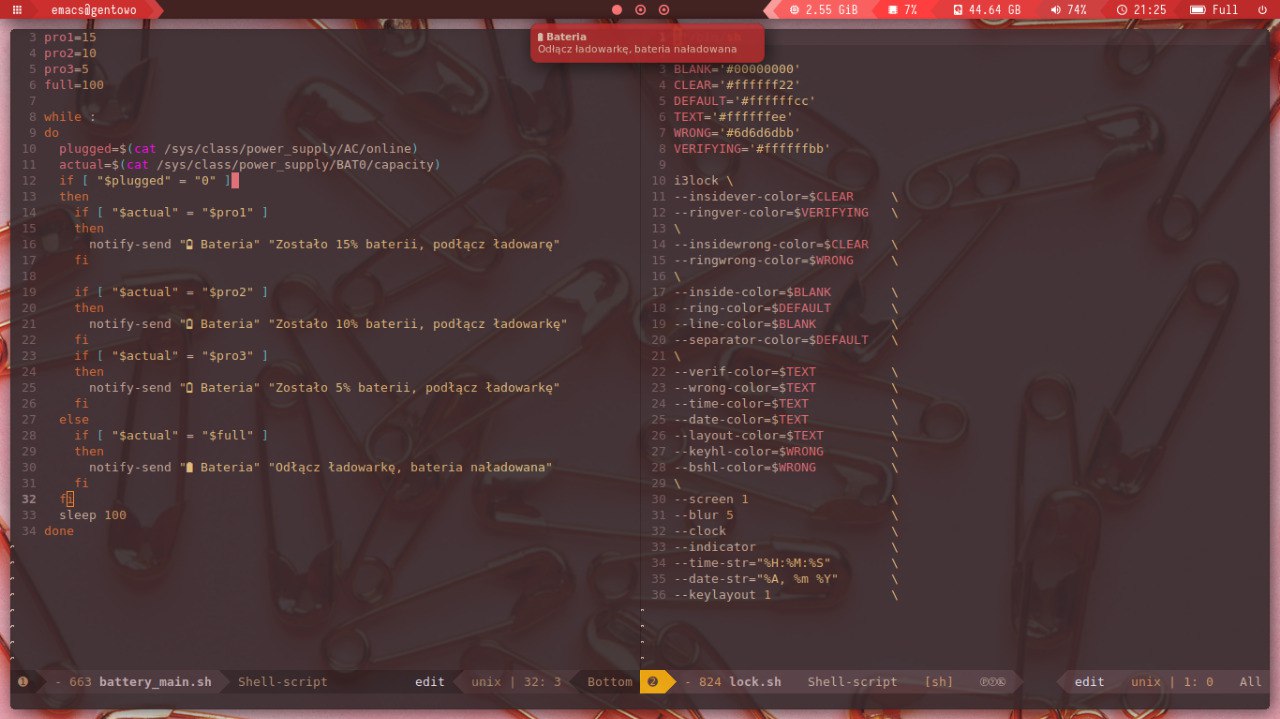 emacs@gentowo
2.55 GiB
7%
44.64 GB
74%
21:25
Full
Bateria
Odłącz ładowarkę, bateria naładowana
3 pro1=15
4 pro2=10
5 pro3=5
6 full=100
7
8 while :
9 do
10 plugged=$(cat /sys/class/power_supply/AC/online)
11 actual=$(cat /sys/class/power_supply/BAT0/capacity)
12 if [ "$plugged" = "0" ]
13 then
14 if [ "$actual" = "$pro1" ]
15 then
16 notify-send " Bateria" "Zostało 15% baterii, podłącz ładowarę"
17 fi
18
19 if [ "$actual" = "$pro2" ]
20 then
21 notify-send " Bateria" "Zostało 10% baterii, podłącz ładowarkę"
22 fi
23 if [ "$actual" = "$pro3" ]
24 then
25 notify-send " Bateria" "Zostało 5% baterii, podłącz ładowarkę"
26 fi
27 else
28 if [ "$actual" = "$full" ]
29 then
30 notify-send " Bateria" "Odłącz ładowarkę, bateria naładowana"
31 fi
32 fi
33 sleep 100
34 done
❶ - 663 battery_main.sh Shell-script edit unix | 32: 3 Bottom
3 BLANK='#00000000'
4 CLEAR='#ffffff22'
5 DEFAULT='#ffffffcc'
6 TEXT='#ffffffee'
7 WRONG='#6d6d6dbb'
8 VERIFYING='#ffffffbb'
9
10 i3lock \
11 --insidever-color=$CLEAR \
12 --ringver-color=$VERIFYING \
13 \
14 --insidewrong-color=$CLEAR \
15 --ringwrong-color=$WRONG \
16 \
17 --inside-color=$BLANK \
18 --ring-color=$DEFAULT \
19 --line-color=$BLANK \
20 --separator-color=$DEFAULT \
21 \
22 --verif-color=$TEXT \
23 --wrong-color=$TEXT \
24 --time-color=$TEXT \
25 --date-color=$TEXT \
26 --layout-color=$TEXT \
27 --keyhl-color=$WRONG \
28 --bshl-color=$WRONG \
29 \
30 --screen 1 \
31 --blur 5 \
32 --clock \
33 --indicator \
34 --time-str="%H:%M:%S" \
35 --date-str="%A, %m %Y" \
36 --keylayout 1 \
❷ - 824 lock.sh Shell-script [sh] edit unix | 1: 0 All